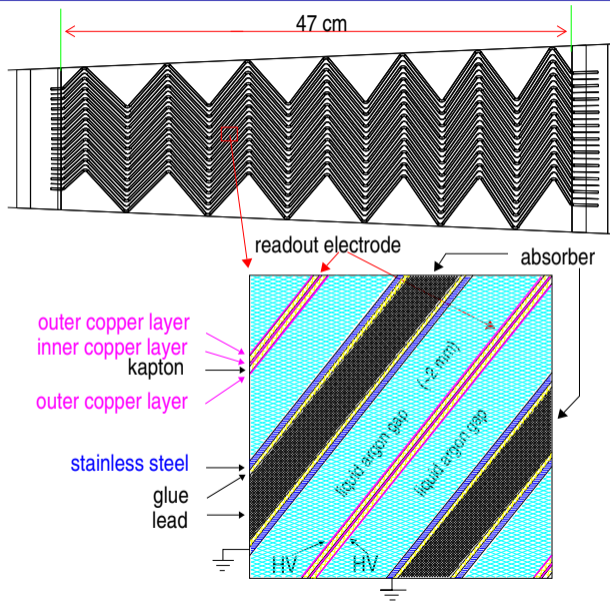 47 cm
readout electrode
absorber
outer copper layer
inner copper layer
kapton
outer copper layer
(~2 mm)
liquid argon gap
liquid argon gap
stainless steel
glue
lead
HV
HV